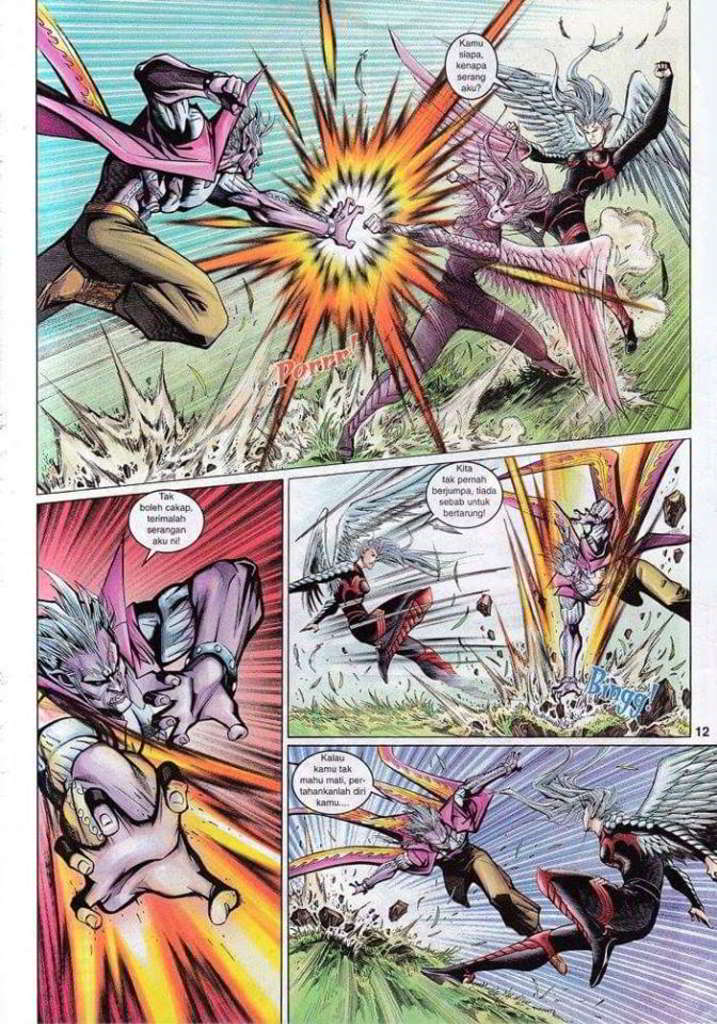 Kamu
siapa,
kenapa
serang
aku?
Porrrr!
Tak
boleh cakap,
terimalah
serangan
aku ni!
Kita
tak pernah
berjumpa, tiada
sebab untuk
bertarung!
Bingg!
12
Kalau
kamu tak
mahu mati, per-
tahankanlah diri
kamu....